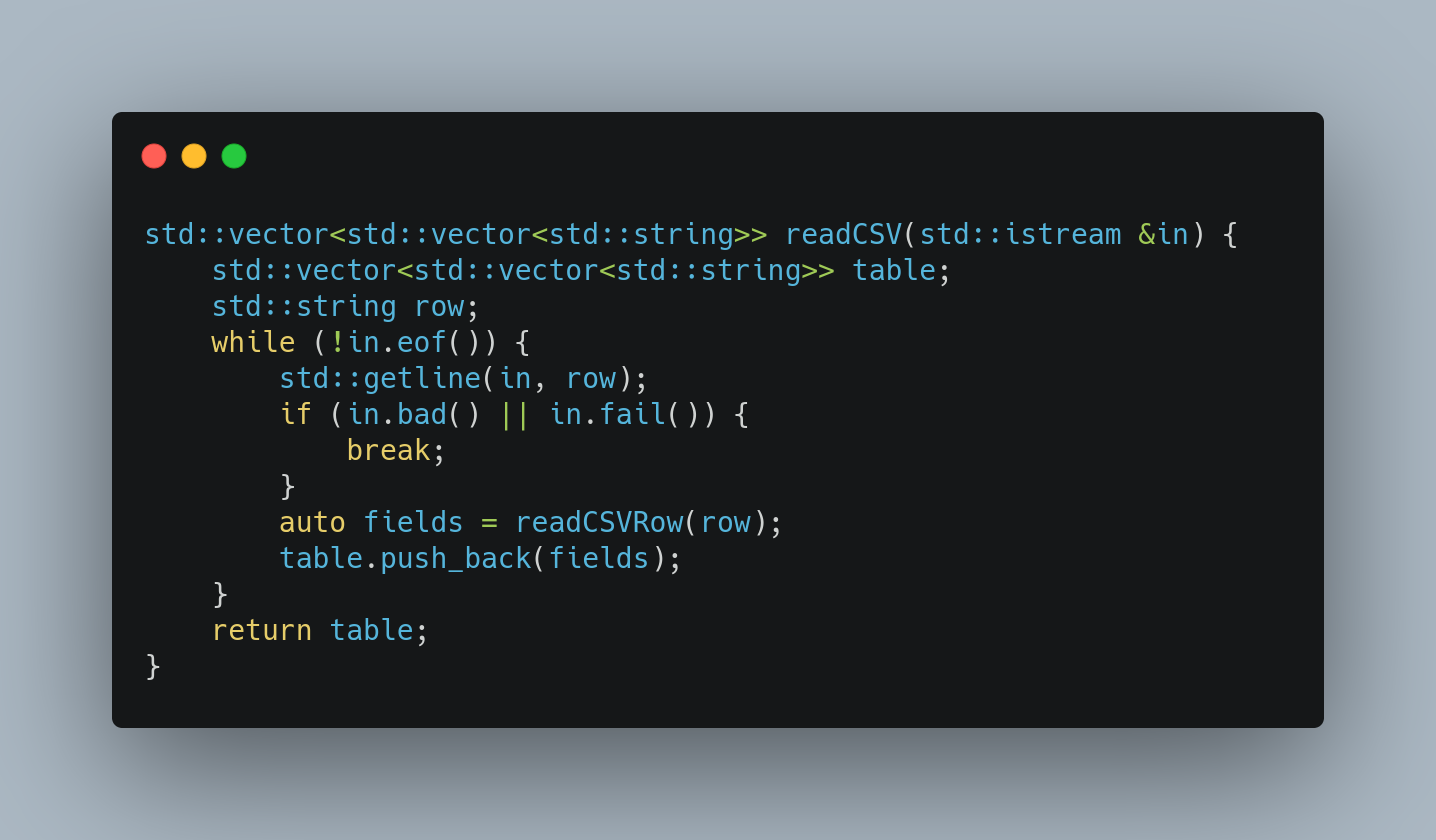 std::vector<std::vector<std::string>> readCSV(std::istream &in) {
    std::vector<std::vector<std::string>> table;
    std::string row;
    while (!in.eof()) {
        std::getline(in, row);
        if (in.bad() || in.fail()) {
            break;
        }
        auto fields = readCSVRow(row);
        table.push_back(fields);
    }
    return table;
}